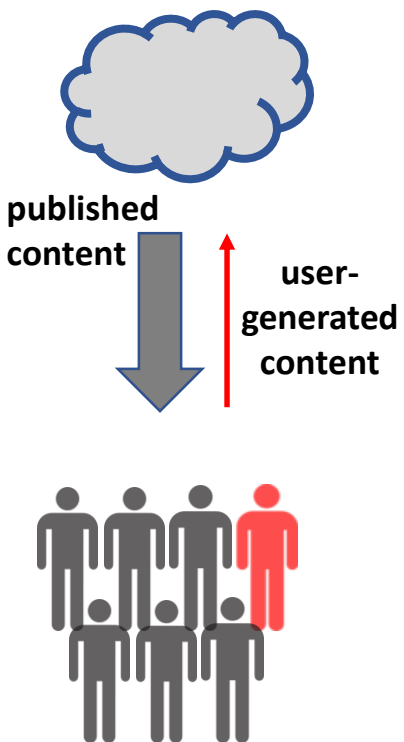 published
content
user-
generated
content